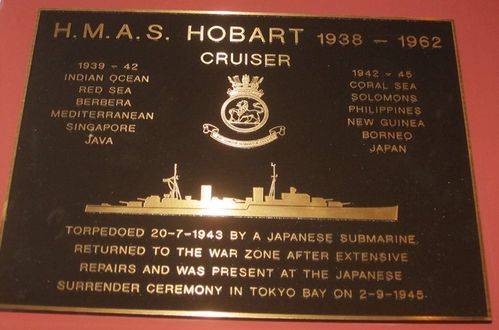 H.M.A.S. HOBART 1938 - 1962
CRUISER
1939 - 42
INDIAN OCEAN
RED SEA
BERBERA
MEDITERRANEAN
SINGAPORE
JAVA
1942 - 45
CORAL SEA
SOLOMONS
PHILIPPINES
NEW GUINEA
BORNEO
JAPAN
TORPEDOED 20-7-1943 BY A JAPANESE SUBMARINE,
RETURNED TO THE WAR ZONE AFTER EXTENSIVE
REPAIRS AND WAS PRESENT AT THE JAPANESE
SURRENDER CEREMONY IN TOKYO BAY ON 2-9-1945.